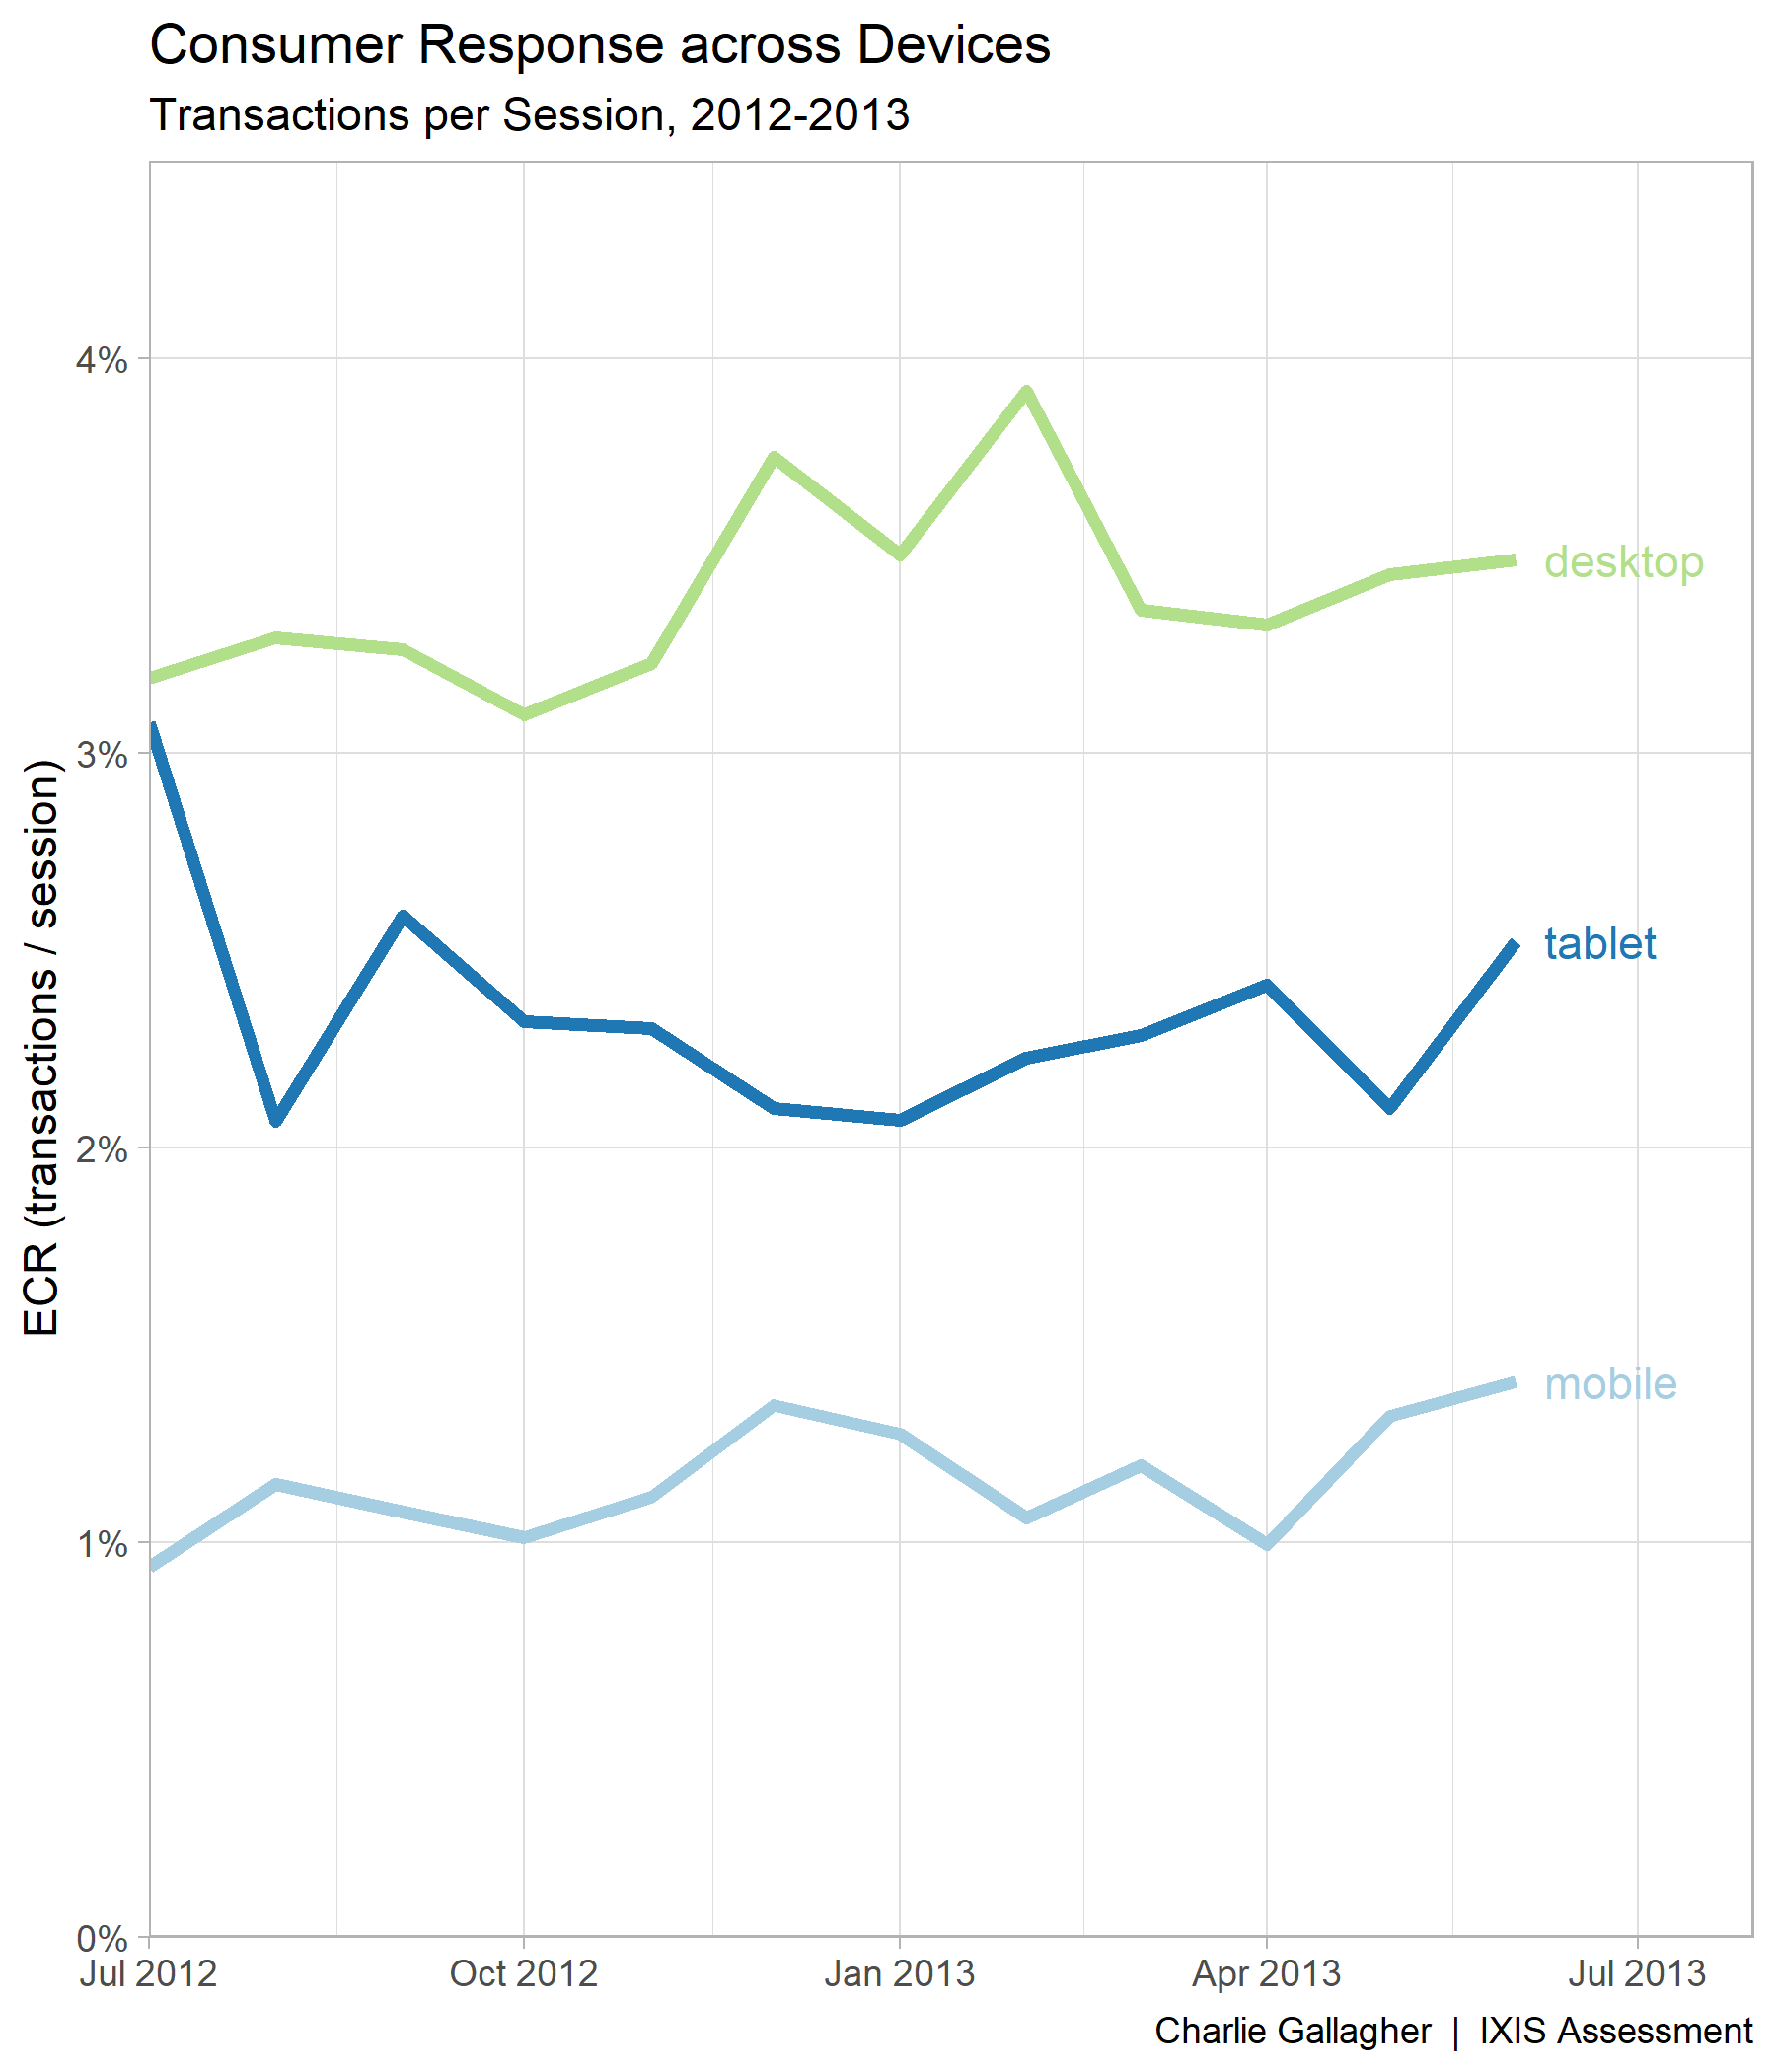 Consumer Response across Devices
Transactions per Session, 2012-2013
ECR (transactions / session)
4%
3%
2%
1%
0%
desktop
tablet
mobile
Jul 2012 Oct 2012 Jan 2013 Apr 2013 Jul 2013
Charlie Gallagher | IXIS Assessment